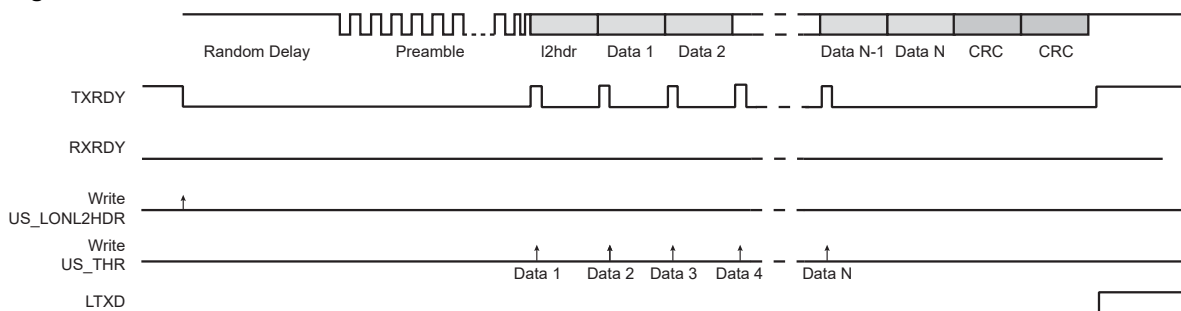 Random Delay Preamble l2hdr Data 1 Data 2 Data N-1 Data N CRC CRC
TXRDY
RXRDY
Write
US_LONL2HDR
Write
US_THR
Data 1 Data 2 Data 3 Data 4 Data N
LTXD